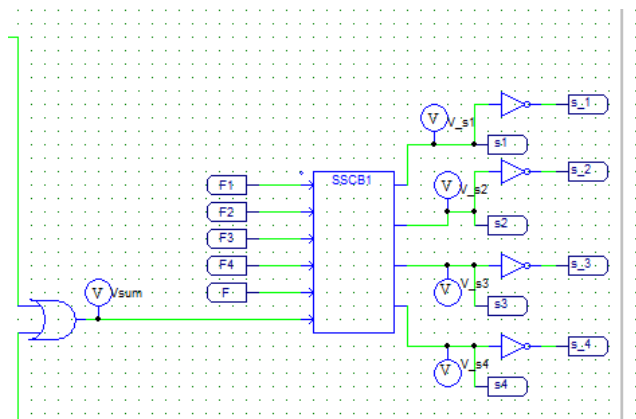 s_1
V
V_s1
s1
SSCB1
s_2
F1
V
V_s2
F2
s2
F3
s_3
F4
V
V_s3
V
Vsum
F
s3
s_4
V
V_s4
s4